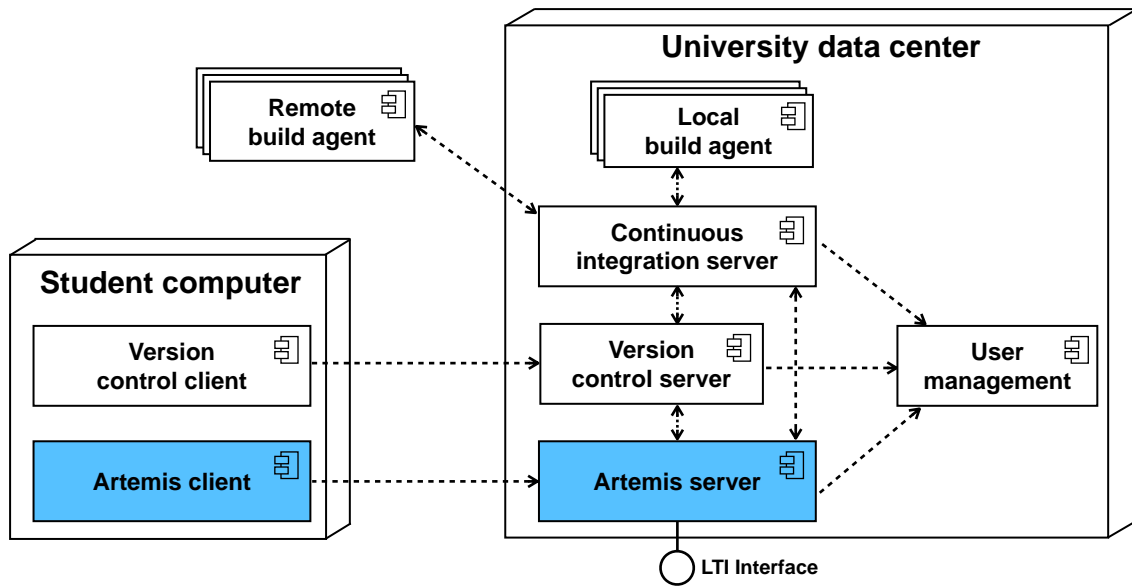 University data center
Remote
build agent
Local
build agent
Continuous
integration server
Student computer
Version
control client
Version
control server
User
management
Artemis client
Artemis server
LTI Interface